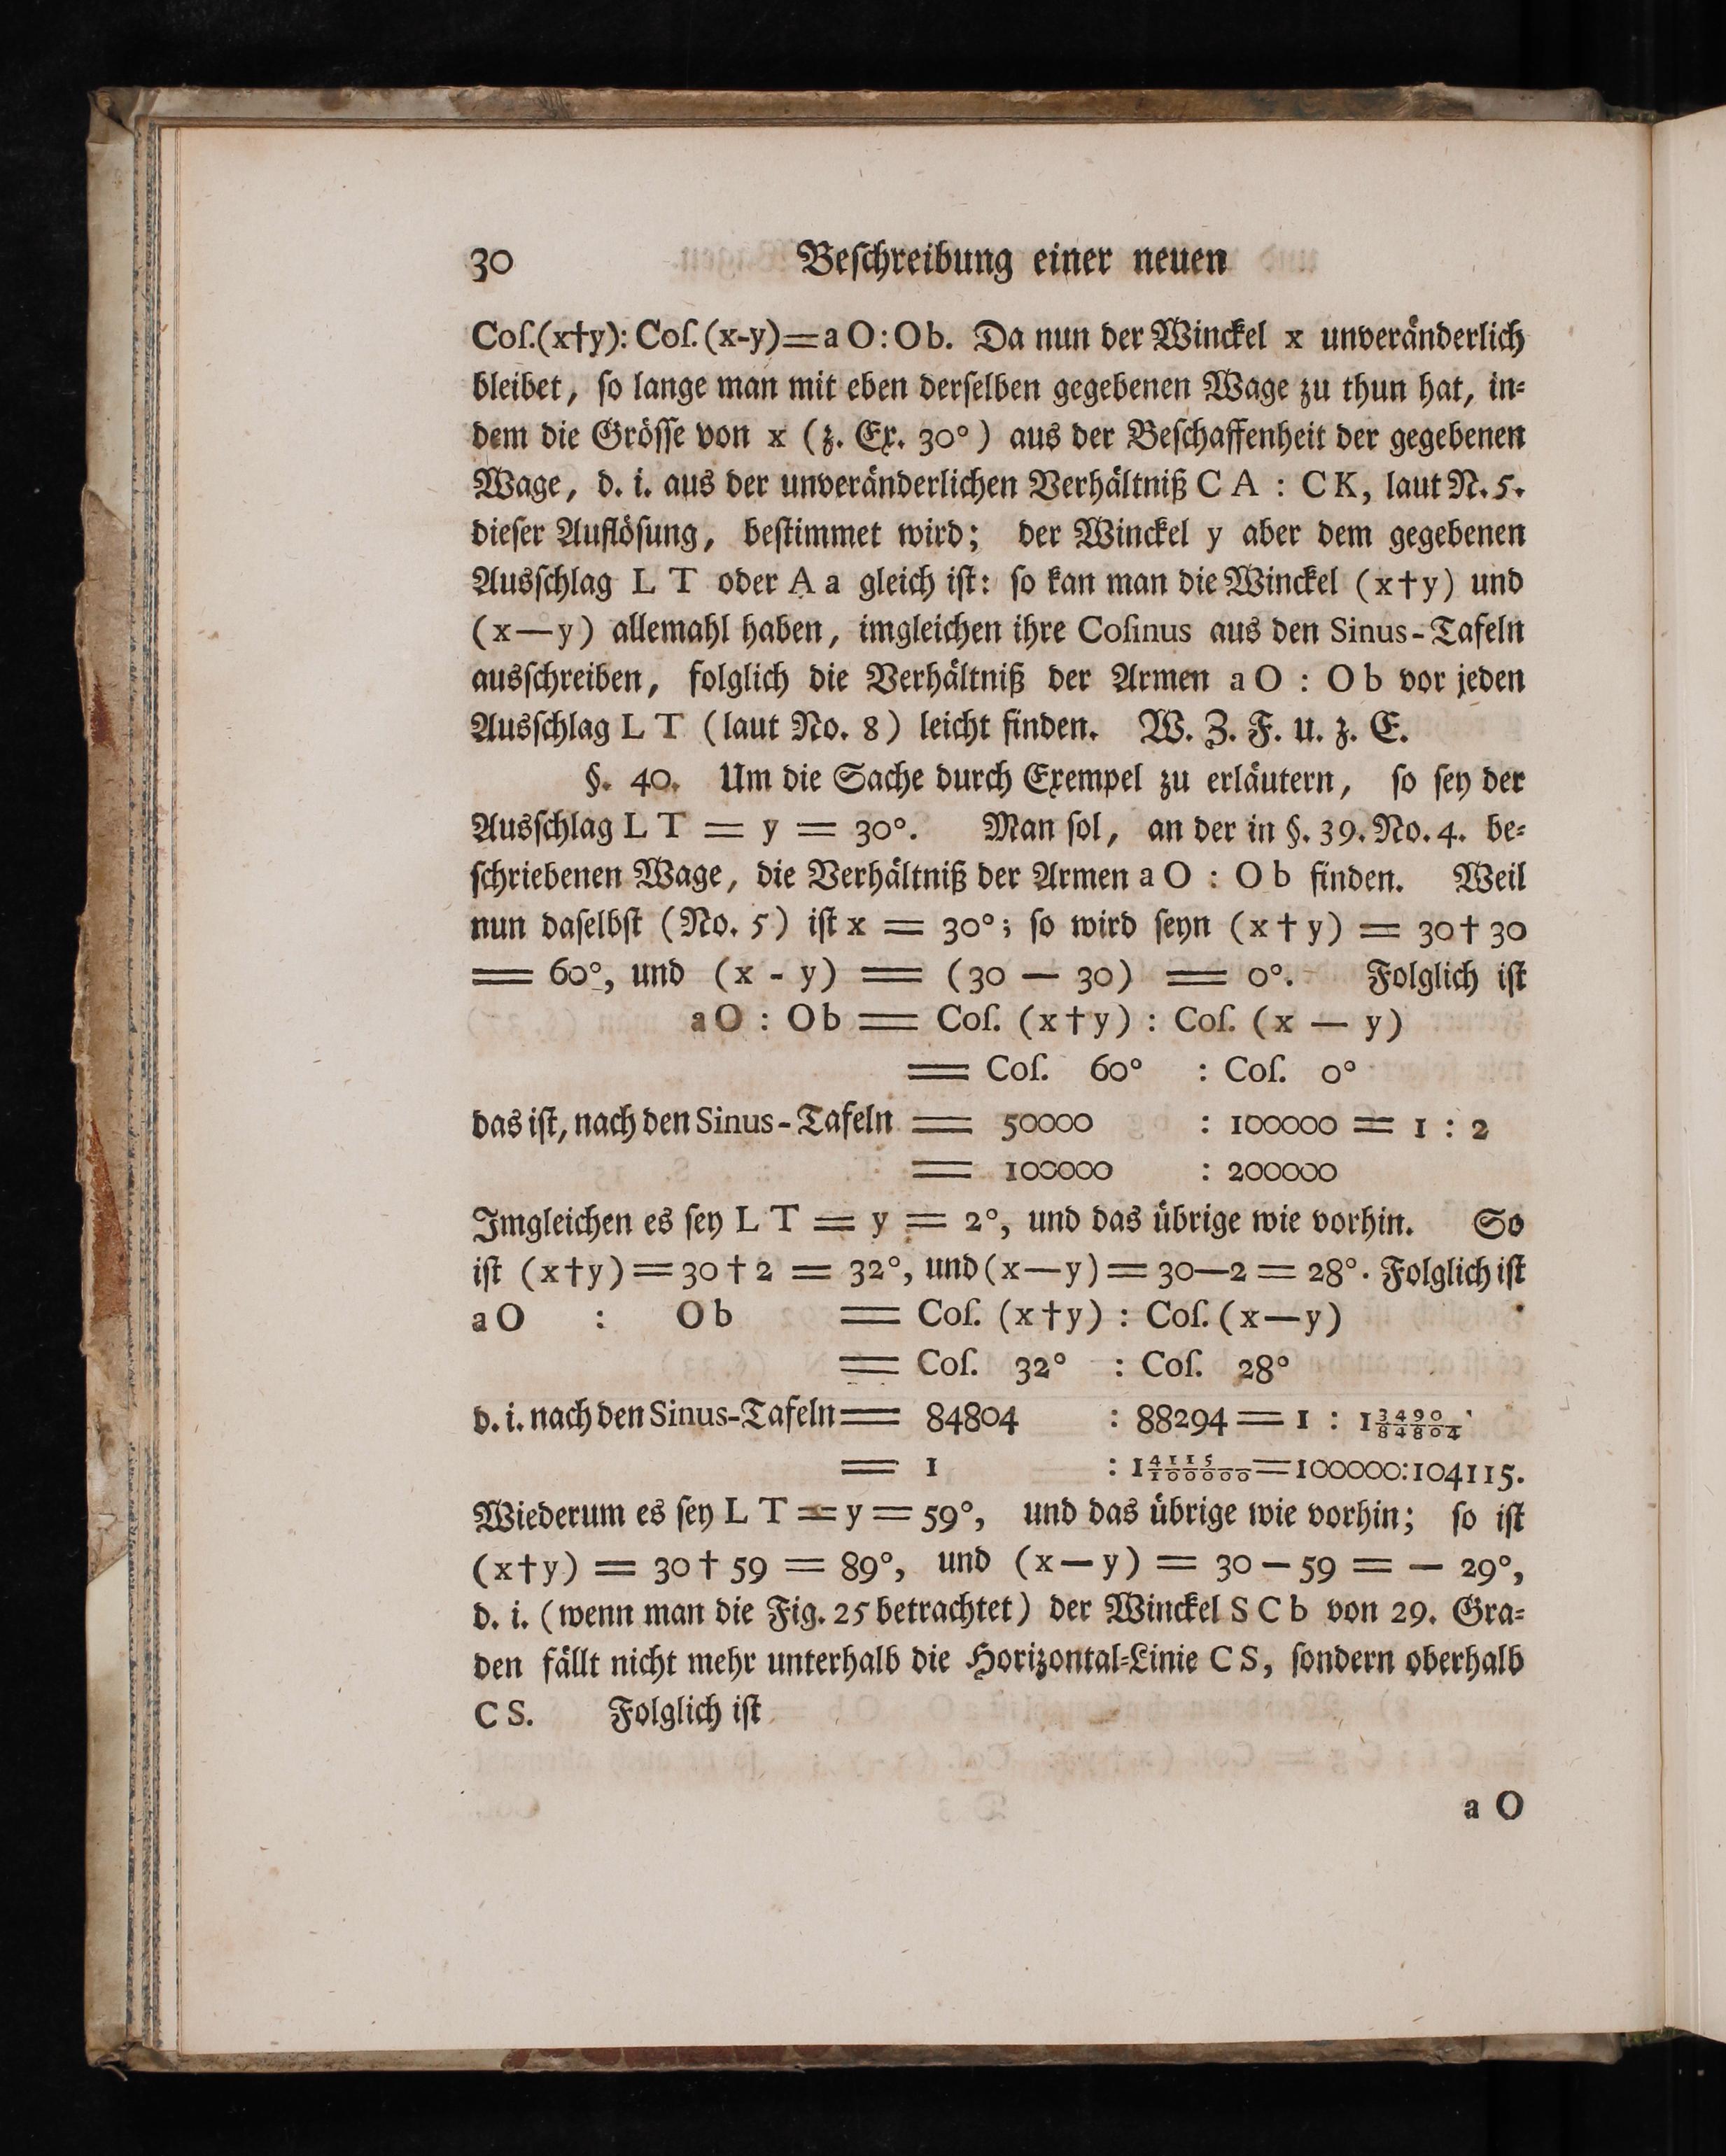 30 Beſchreibung einer neuen
Coſ.(x†y): Coſ.(x-y)=a O: O b. Da nun der Winckel x unveränderlich
bleibet, ſo lange man mit eben derſelben gegebenen Wage zu thun hat, in⸗
dem die Gröſſe von x (z. Ex. 30°) aus der Beſchaffenheit der gegebenen
Wage, d. i. aus der unveränderlichen Verhältniß C A : C K, laut N. 5.
dieſer Auflöſung, beſtimmet wird; der Winckel y aber dem gegebenen
Ausſchlag L T oder A a gleich iſt: ſo kan man die Winckel (x†y) und
(x—y) allemahl haben, imgleichen ihre Coſinus aus den Sinus-Tafeln
ausſchreiben, folglich die Verhältniß der Armen a O : O b vor jeden
Ausſchlag L T (laut No. 8) leicht finden. W. Z. F. u. z. E.
§. 40. Um die Sache durch Exempel zu erläutern, ſo ſey der
Ausſchlag L T = y = 30°. Man ſol, an der in §. 39. No. 4. be⸗
ſchriebenen Wage, die Verhältniß der Armen a O : O b finden. Weil
nun daſelbſt (No. 5) iſt x = 30°; ſo wird ſeyn (x † y) = 30 † 30
= 60°, und (x - y) = (30 — 30) = 0°. Folglich iſt
a O : O b = Coſ. (x † y) : Coſ. (x — y)
= Coſ. 60° : Coſ. 0°
das iſt, nach den Sinus-Tafeln = 50000 : 100000 = 1 : 2
= 100000 : 200000
Imgleichen es ſey L T = y = 2°, und das übrige wie vorhin. So
iſt (x†y) = 30 † 2 = 32°, und (x—y) = 30—2 = 28°. Folglich iſt
a O : O b = Coſ. (x†y) : Coſ. (x—y)
= Coſ. 32° : Coſ. 28°
d. i. nach den Sinus-Tafeln = 84804 : 88294 = 1 : 1 3490/84804
= 1 : 1 4115/100000 = 100000:104115.
Wiederum es ſey L T = y = 59°, und das übrige wie vorhin; ſo iſt
(x†y) = 30 † 59 = 89°, und (x — y) = 30 — 59 = — 29°,
d. i. (wenn man die Fig. 25 betrachtet) der Winckel S C b von 29. Gra⸗
den fällt nicht mehr unterhalb die Horizontal⸗Linie C S, ſondern oberhalb
C S. Folglich iſt
a O